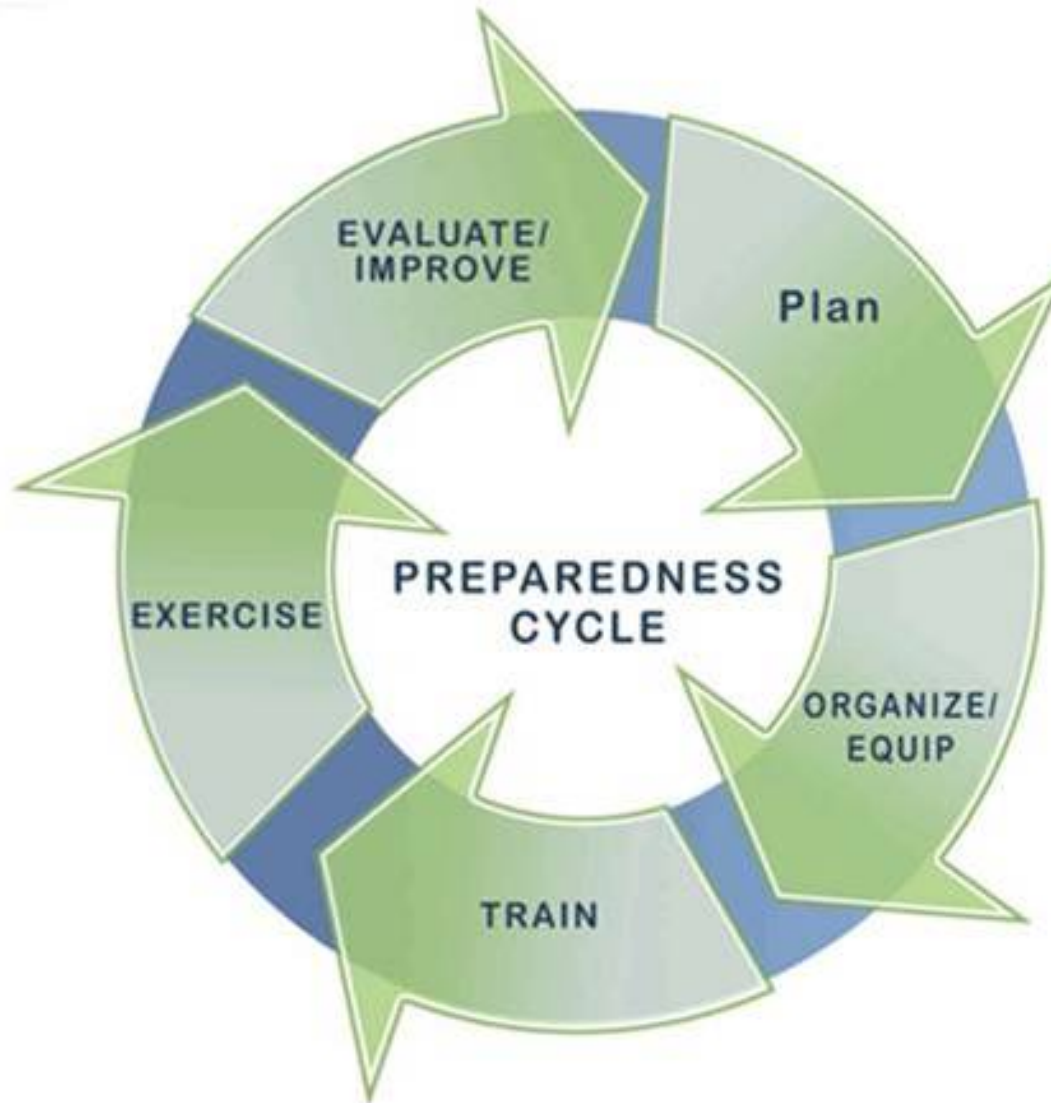 PREPAREDNESS
CYCLE
Plan
ORGANIZE/
EQUIP
TRAIN
EXERCISE
EVALUATE/
IMPROVE